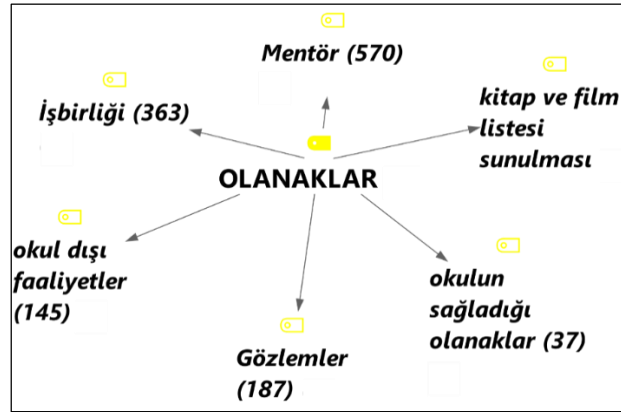 Mentör (570)
İşbirliği (363)
kitap ve film
listesi
sunulması
OLANAKLAR
okul dışı
faaliyetler
(145)
okulun
sağladığı
olanaklar (37)
Gözlemler
(187)